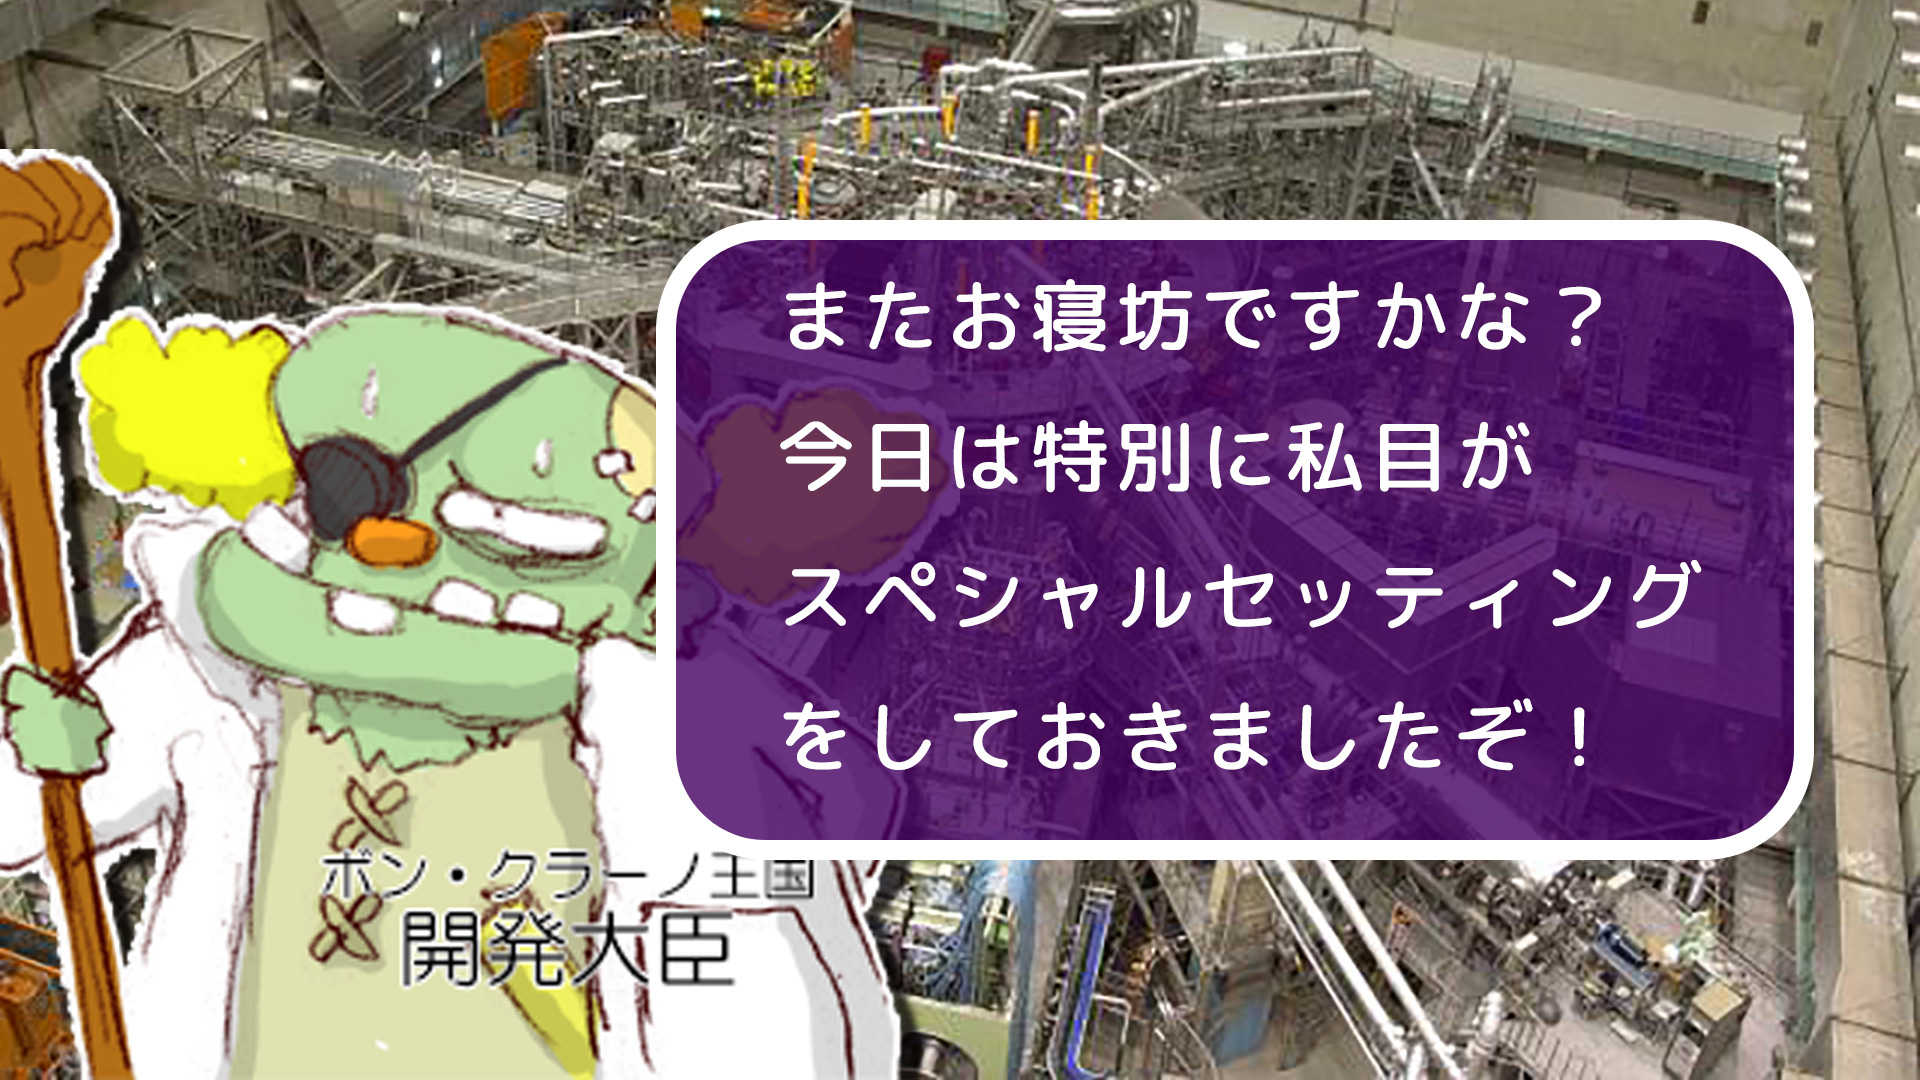 またお寝坊ですかな？
今日は特別に私目が
スペシャルセッティング
をしておきましたぞ！
ボン・クラーノ王国
開発大臣